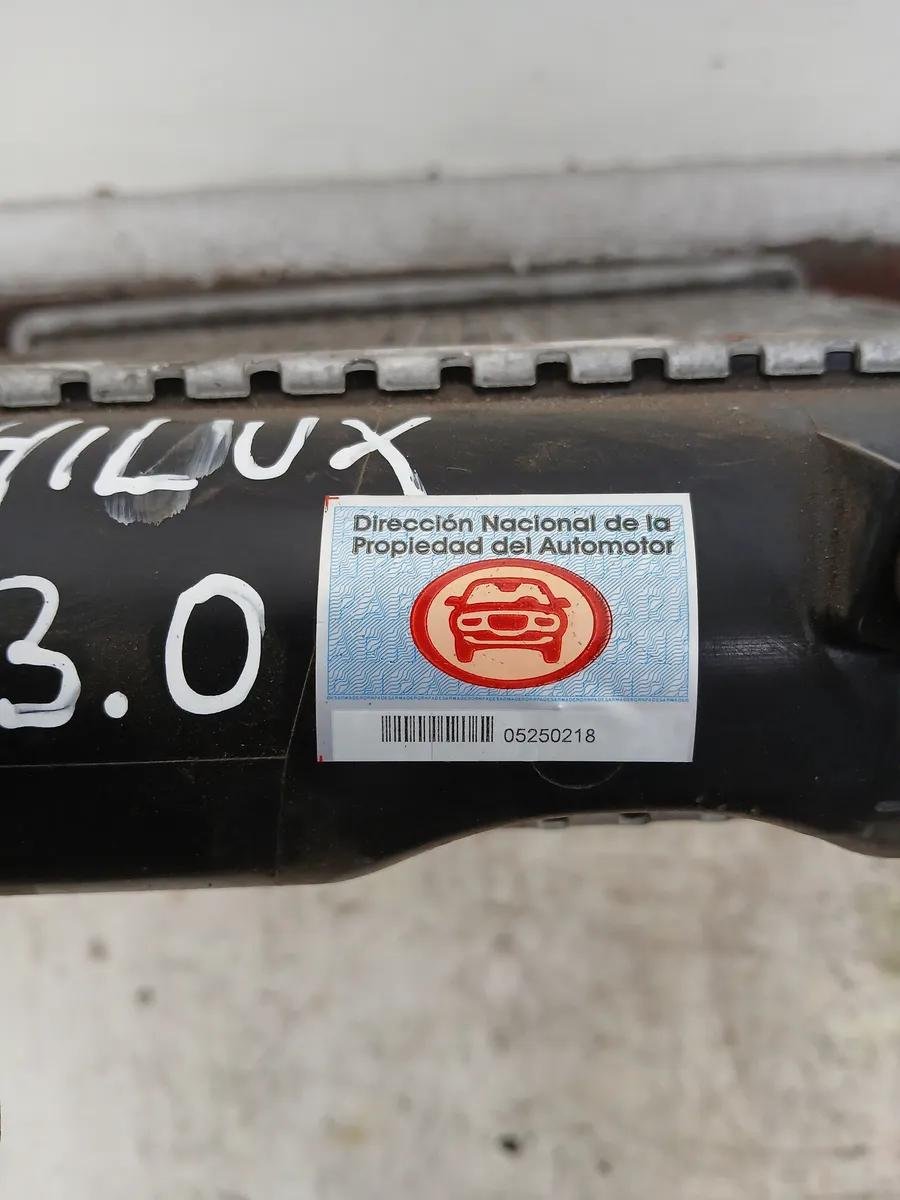 HILUX
3.0
Dirección Nacional de la
Propiedad del Automotor
05250218